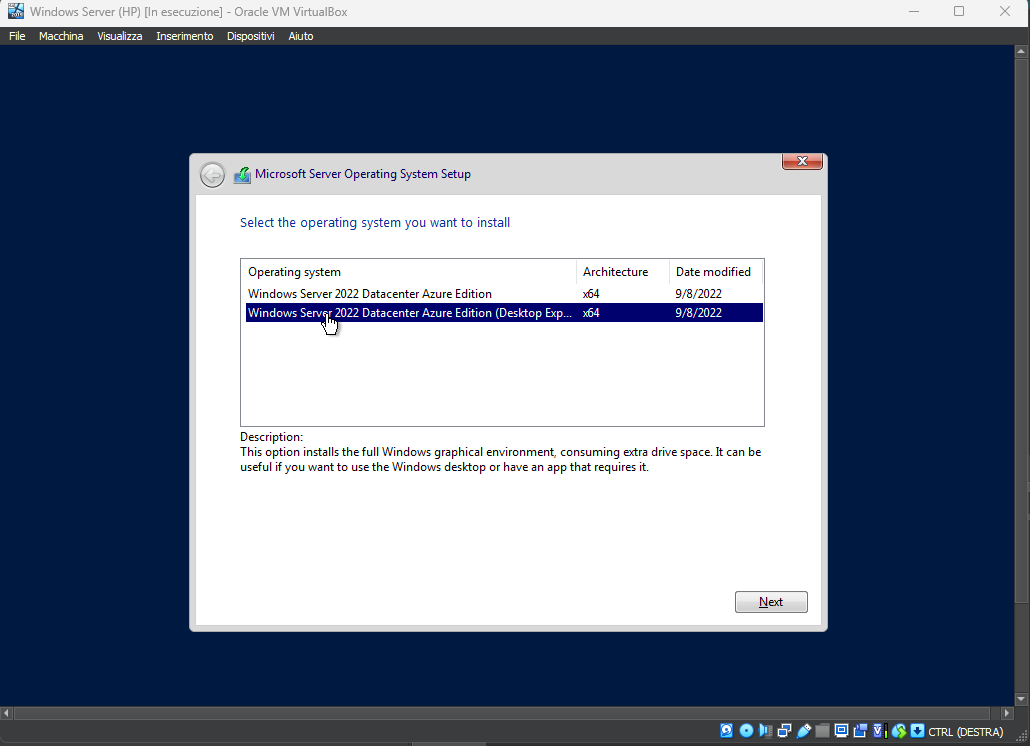 Windows Server (HP) [In esecuzione] - Oracle VM VirtualBox
File Macchina Visualizza Inserimento Dispositivi Aiuto
Microsoft Server Operating System Setup
Select the operating system you want to install
Operating system Architecture Date modified
Windows Server 2022 Datacenter Azure Edition x64 9/8/2022
Windows Server 2022 Datacenter Azure Edition (Desktop Exp... x64 9/8/2022
Description:
This option installs the full Windows graphical environment, consuming extra drive space. It can be
useful if you want to use the Windows desktop or have an app that requires it.
Next
CTRL (DESTRA)